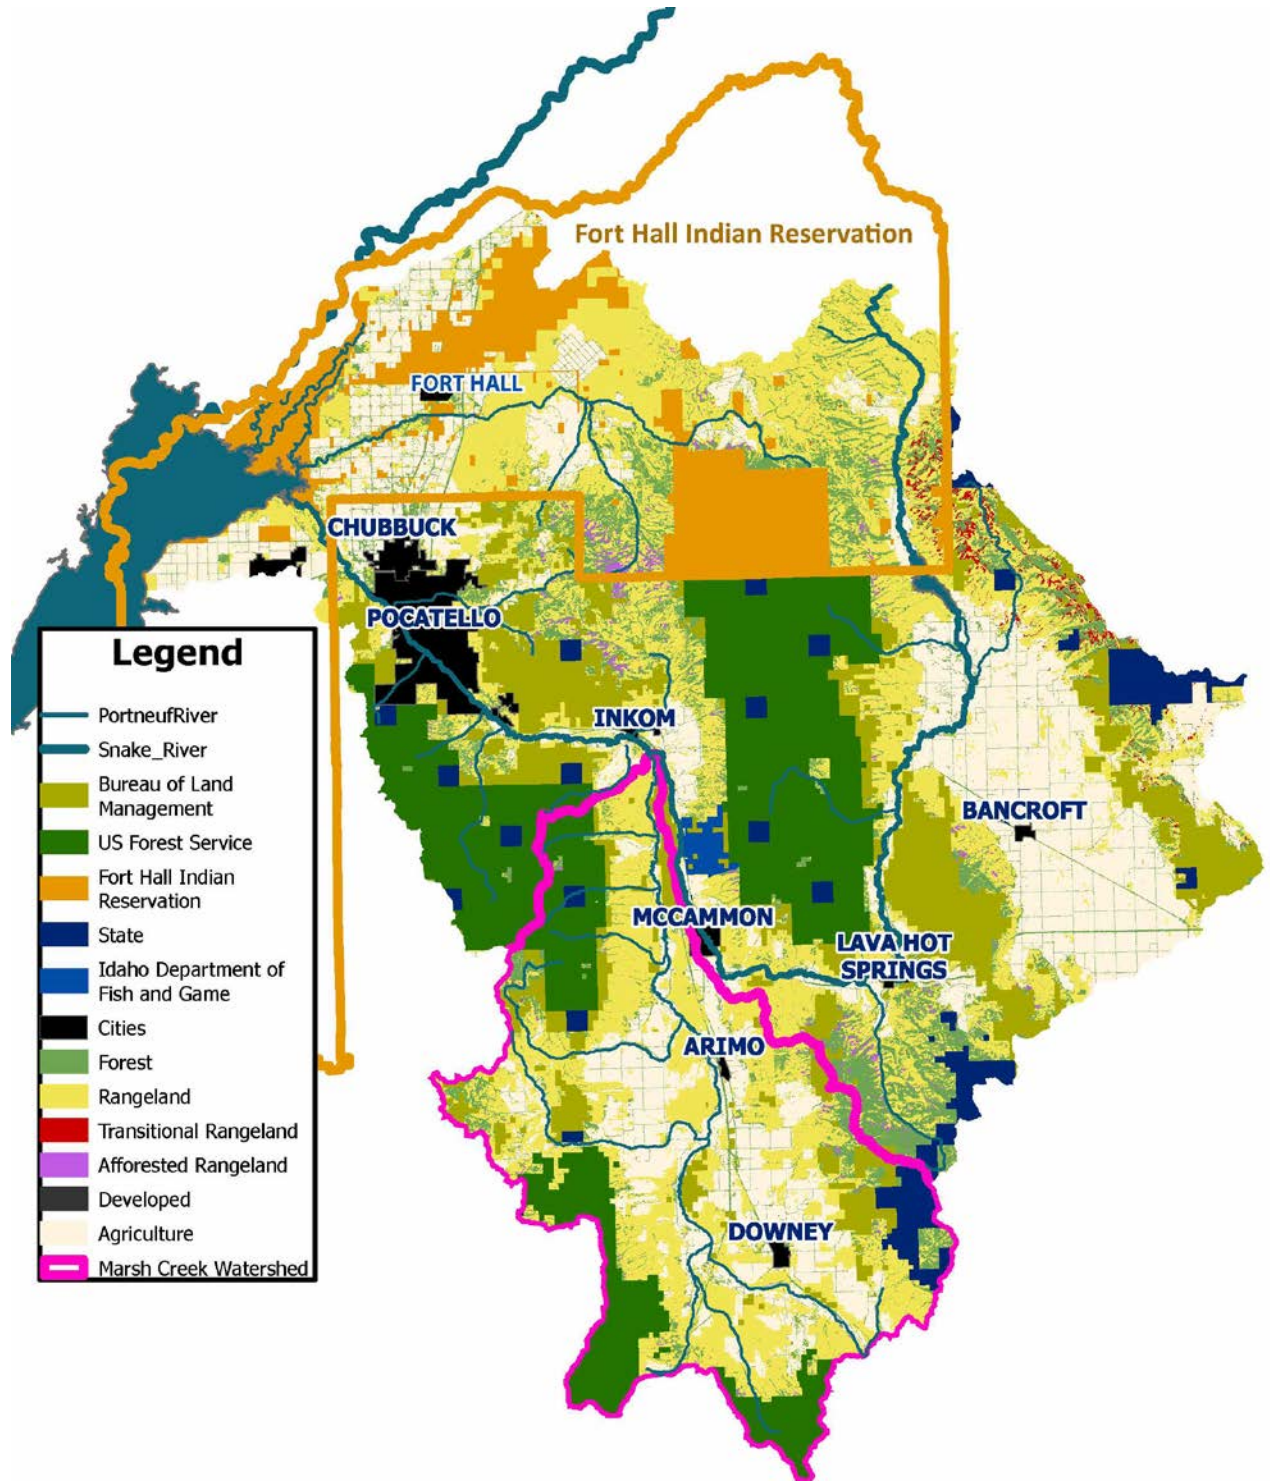 Fort Hall Indian Reservation
FORT HALL
CHUBBUCK
POCATELLO
INKOM
BANCROFT
MCCAMMON
LAVA HOT
SPRINGS
ARIMO
DOWNEY
Legend
PortneufRiver
Snake_River
Bureau of Land
Management
US Forest Service
Fort Hall Indian
Reservation
State
Idaho Department of
Fish and Game
Cities
Forest
Rangeland
Transitional Rangeland
Afforested Rangeland
Developed
Agriculture
Marsh Creek Watershed